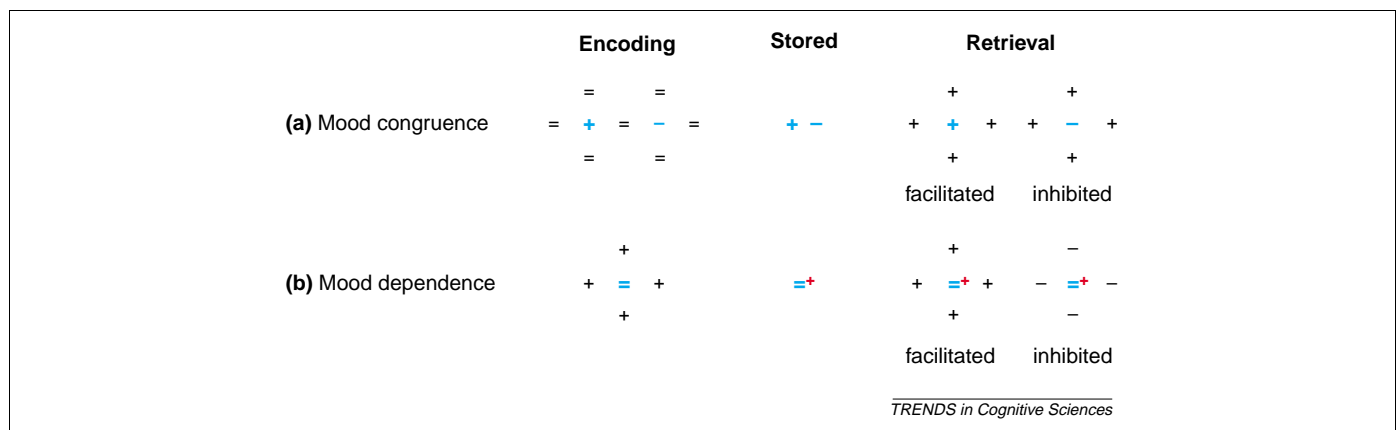 Encoding Stored Retrieval
= = + +
(a) Mood congruence = + = – = + – + + + + – +
= = + +
facilitated inhibited
+ + –
(b) Mood dependence + = + =+ + =+ + – =+ –
+ + –
facilitated inhibited
TRENDS in Cognitive Sciences